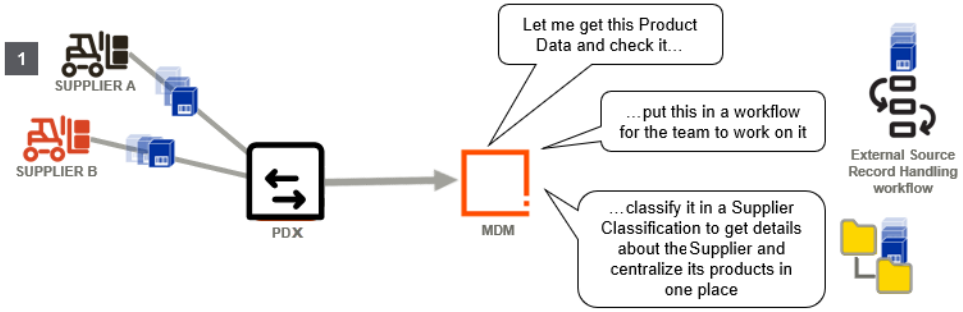 1
SUPPLIER A
SUPPLIER B
PDX
MDM
Let me get this Product
Data and check it…
…put this in a workflow
for the team to work on it
…classify it in a Supplier
Classification to get details
about the Supplier and
centralize its products in
one place
External Source
Record Handling
workflow